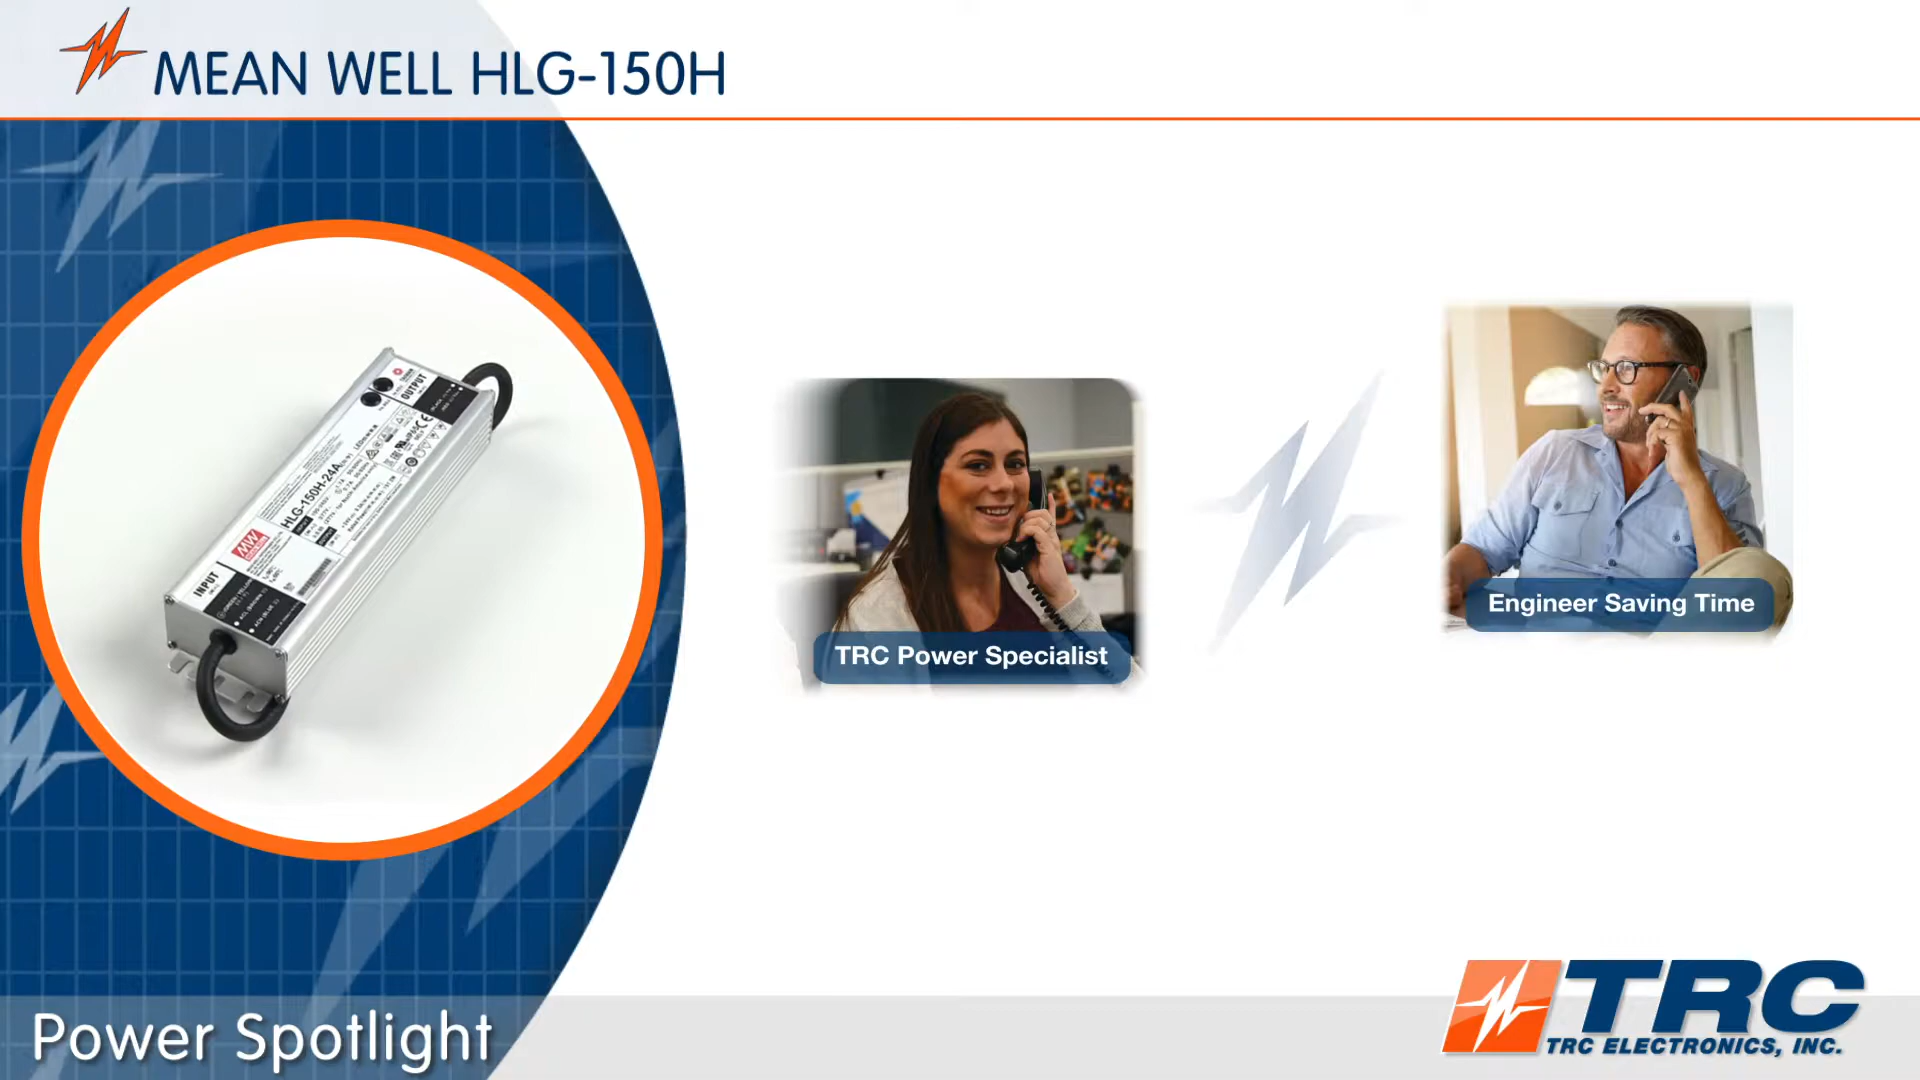 MEAN WELL HLG-150H
OUTPUT
HLG-150H-24A
MW
INPUT
TRC Power Specialist
Engineer Saving Time
Power Spotlight
TRC
TRC ELECTRONICS, INC.